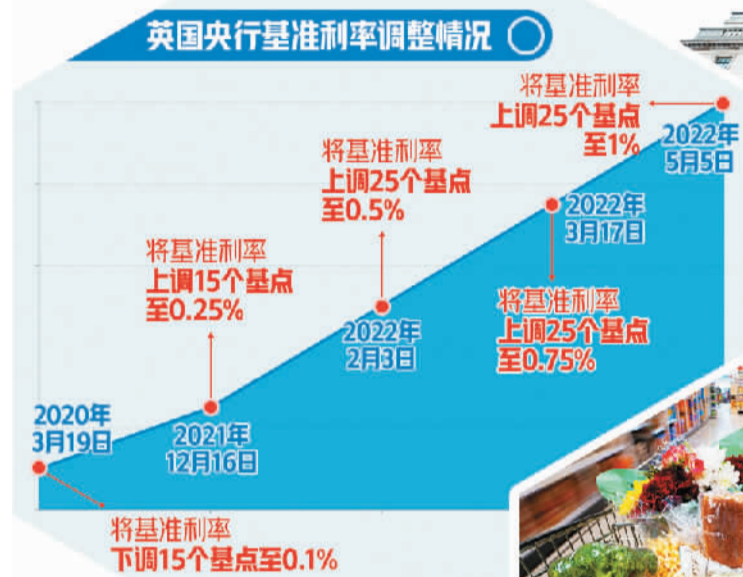 英国央行基准利率调整情况
将基准利率
上调25个基点
至1%
2022年
5月5日
将基准利率
上调25个基点
至0.5%
2022年
3月17日
将基准利率
上调15个基点
至0.25%
将基准利率
上调25个基点
至0.75%
2022年
2月3日
2020年
3月19日
2021年
12月16日
将基准利率
下调15个基点至0.1%